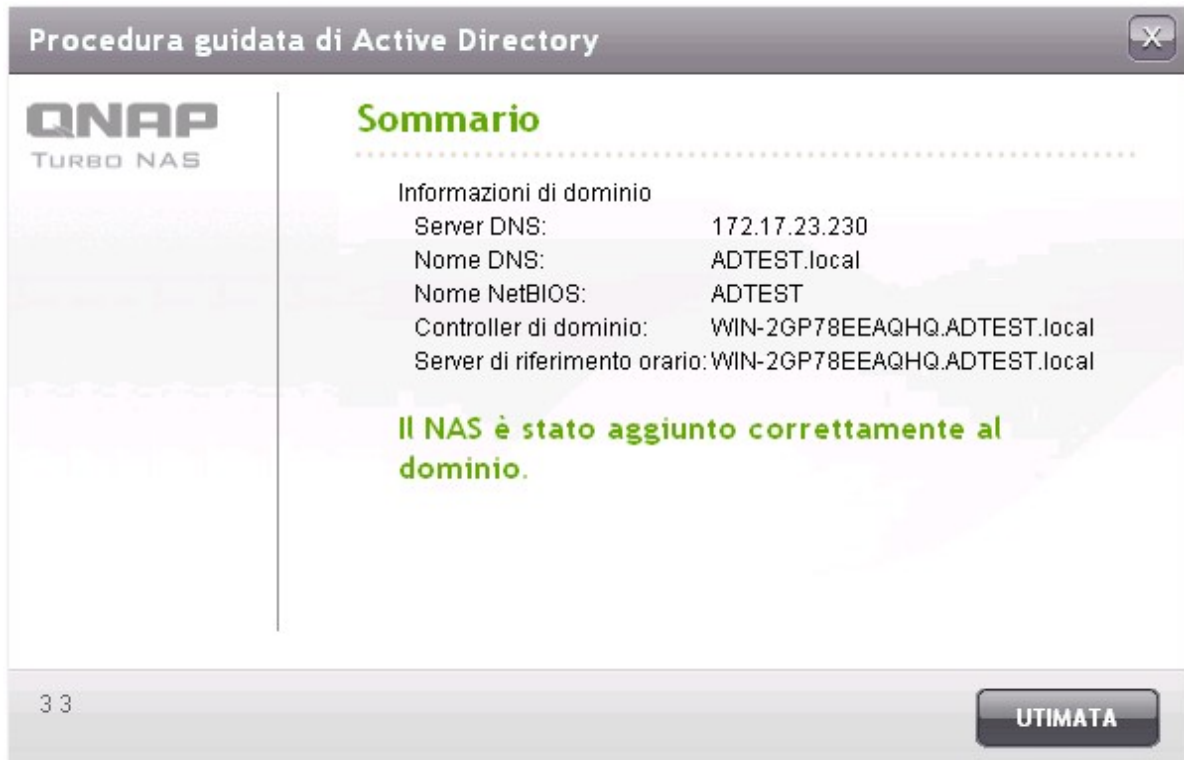 Procedura guidata di Active Directory
X
QNAP
TURBO NAS
Sommario
Informazioni di dominio
Server DNS: 172.17.23.230
Nome DNS: ADTEST.local
Nome NetBIOS: ADTEST
Controller di dominio: WIN-2GP78EEAQHQ.ADTEST.local
Server di riferimento orario: WIN-2GP78EEAQHQ.ADTEST.local
Il NAS è stato aggiunto correttamente al
dominio.
3 3
UTIMATA